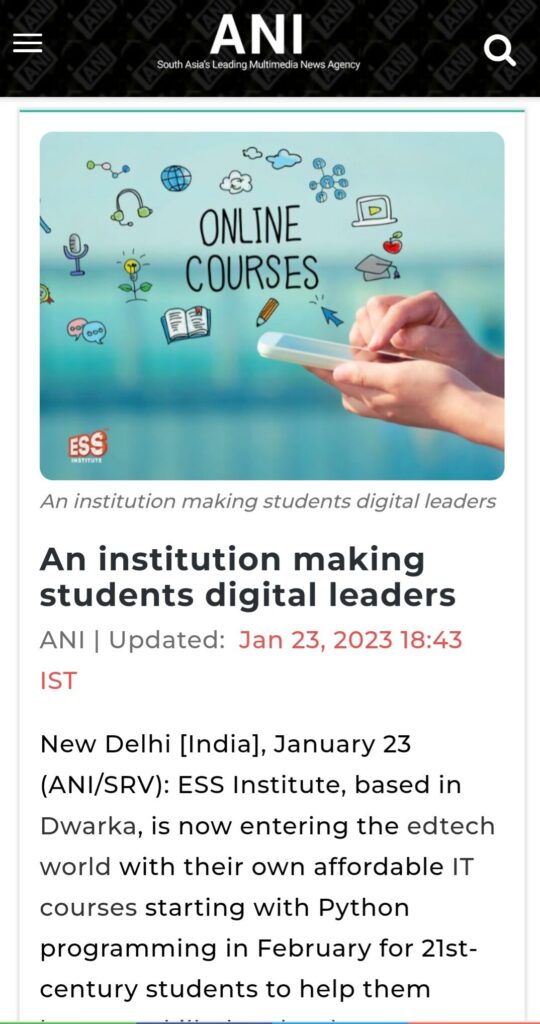 ANI
South Asia's Leading Multimedia News Agency
ONLINE
COURSES
ESS
INSTITUTE
An institution making students digital leaders
An institution making
students digital leaders
ANI | Updated: Jan 23, 2023 18:43
IST
New Delhi [India], January 23
(ANI/SRV): ESS Institute, based in
Dwarka, is now entering the edtech
world with their own affordable IT
courses starting with Python
programming in February for 21st-
century students to help them